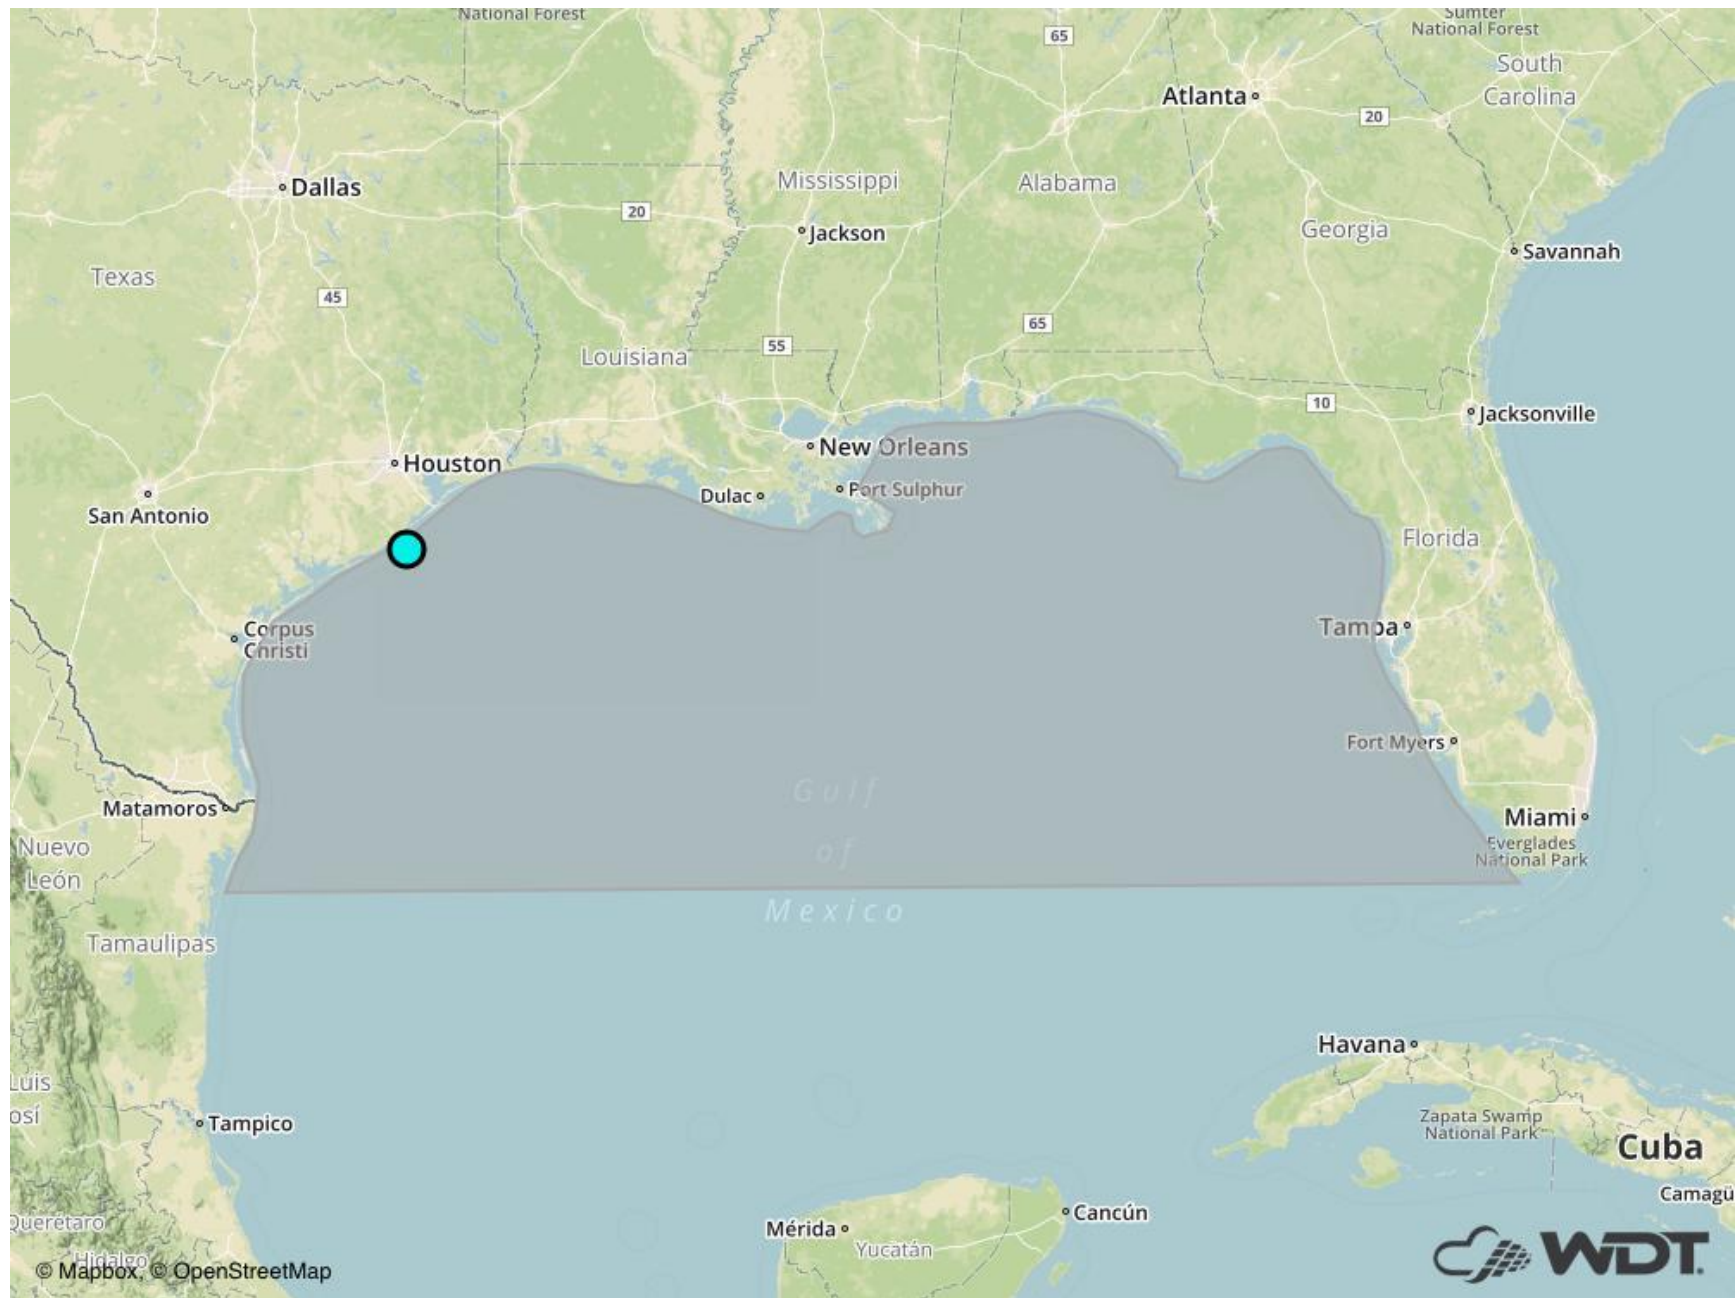 National Forest
Sumter
National Forest
65
South
Carolina
Atlanta
20
Dallas
Mississippi
Alabama
20
Jackson
Georgia
Savannah
Texas
45
65
55
Louisiana
10
Jacksonville
New Orleans
Houston
Dulac
Port Sulphur
San Antonio
Florida
Corpus
Christi
Tampa
Fort Myers
Gulf
of
Mexico
Matamoros
Miami
Everglades
National Park
Nuevo
León
Tamaulipas
Havana
Luis
osí
Tampico
Zapata Swamp
National Park
Cuba
Camagü
Querétaro
Mérida
Cancún
Yucatán
Hidalgo
© Mapbox, © OpenStreetMap
WDT